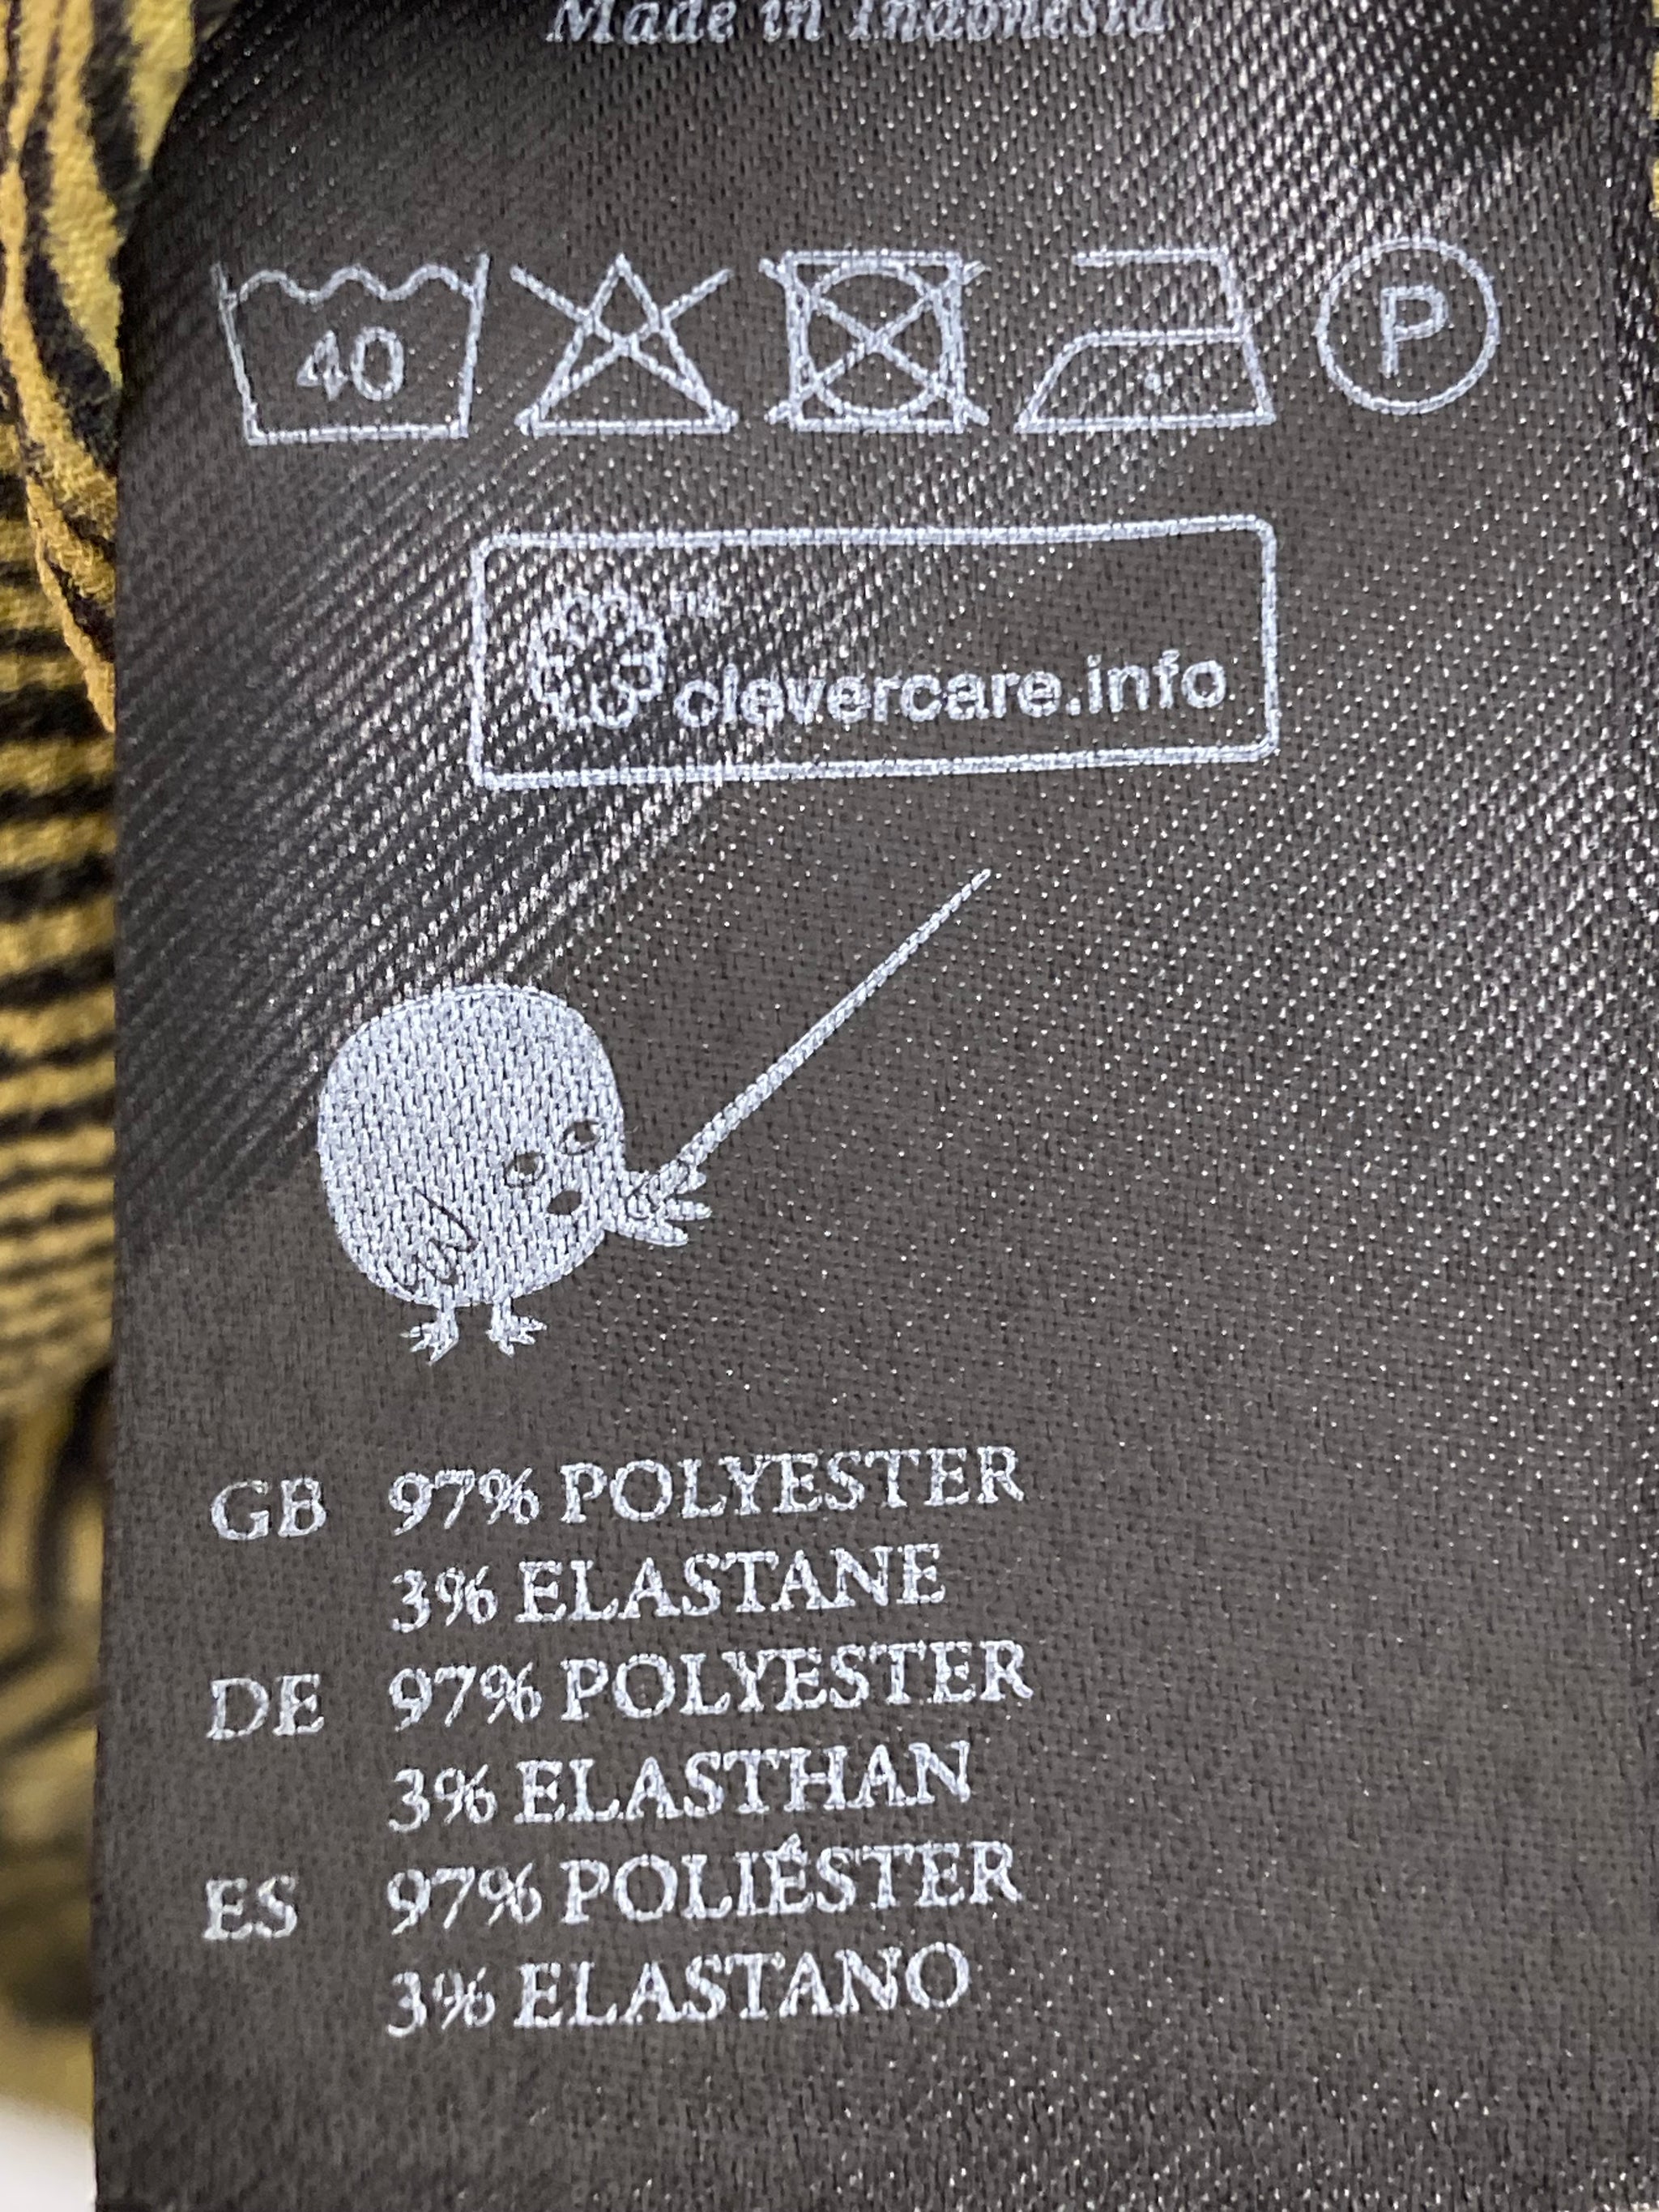 Made in Indonesia
40
P
clevercare.info
GB 97% POLYESTER
3% ELASTANE
DE 97% POLYESTER
3% ELASTHAN
ES 97% POLIÉSTER
3% ELASTANO